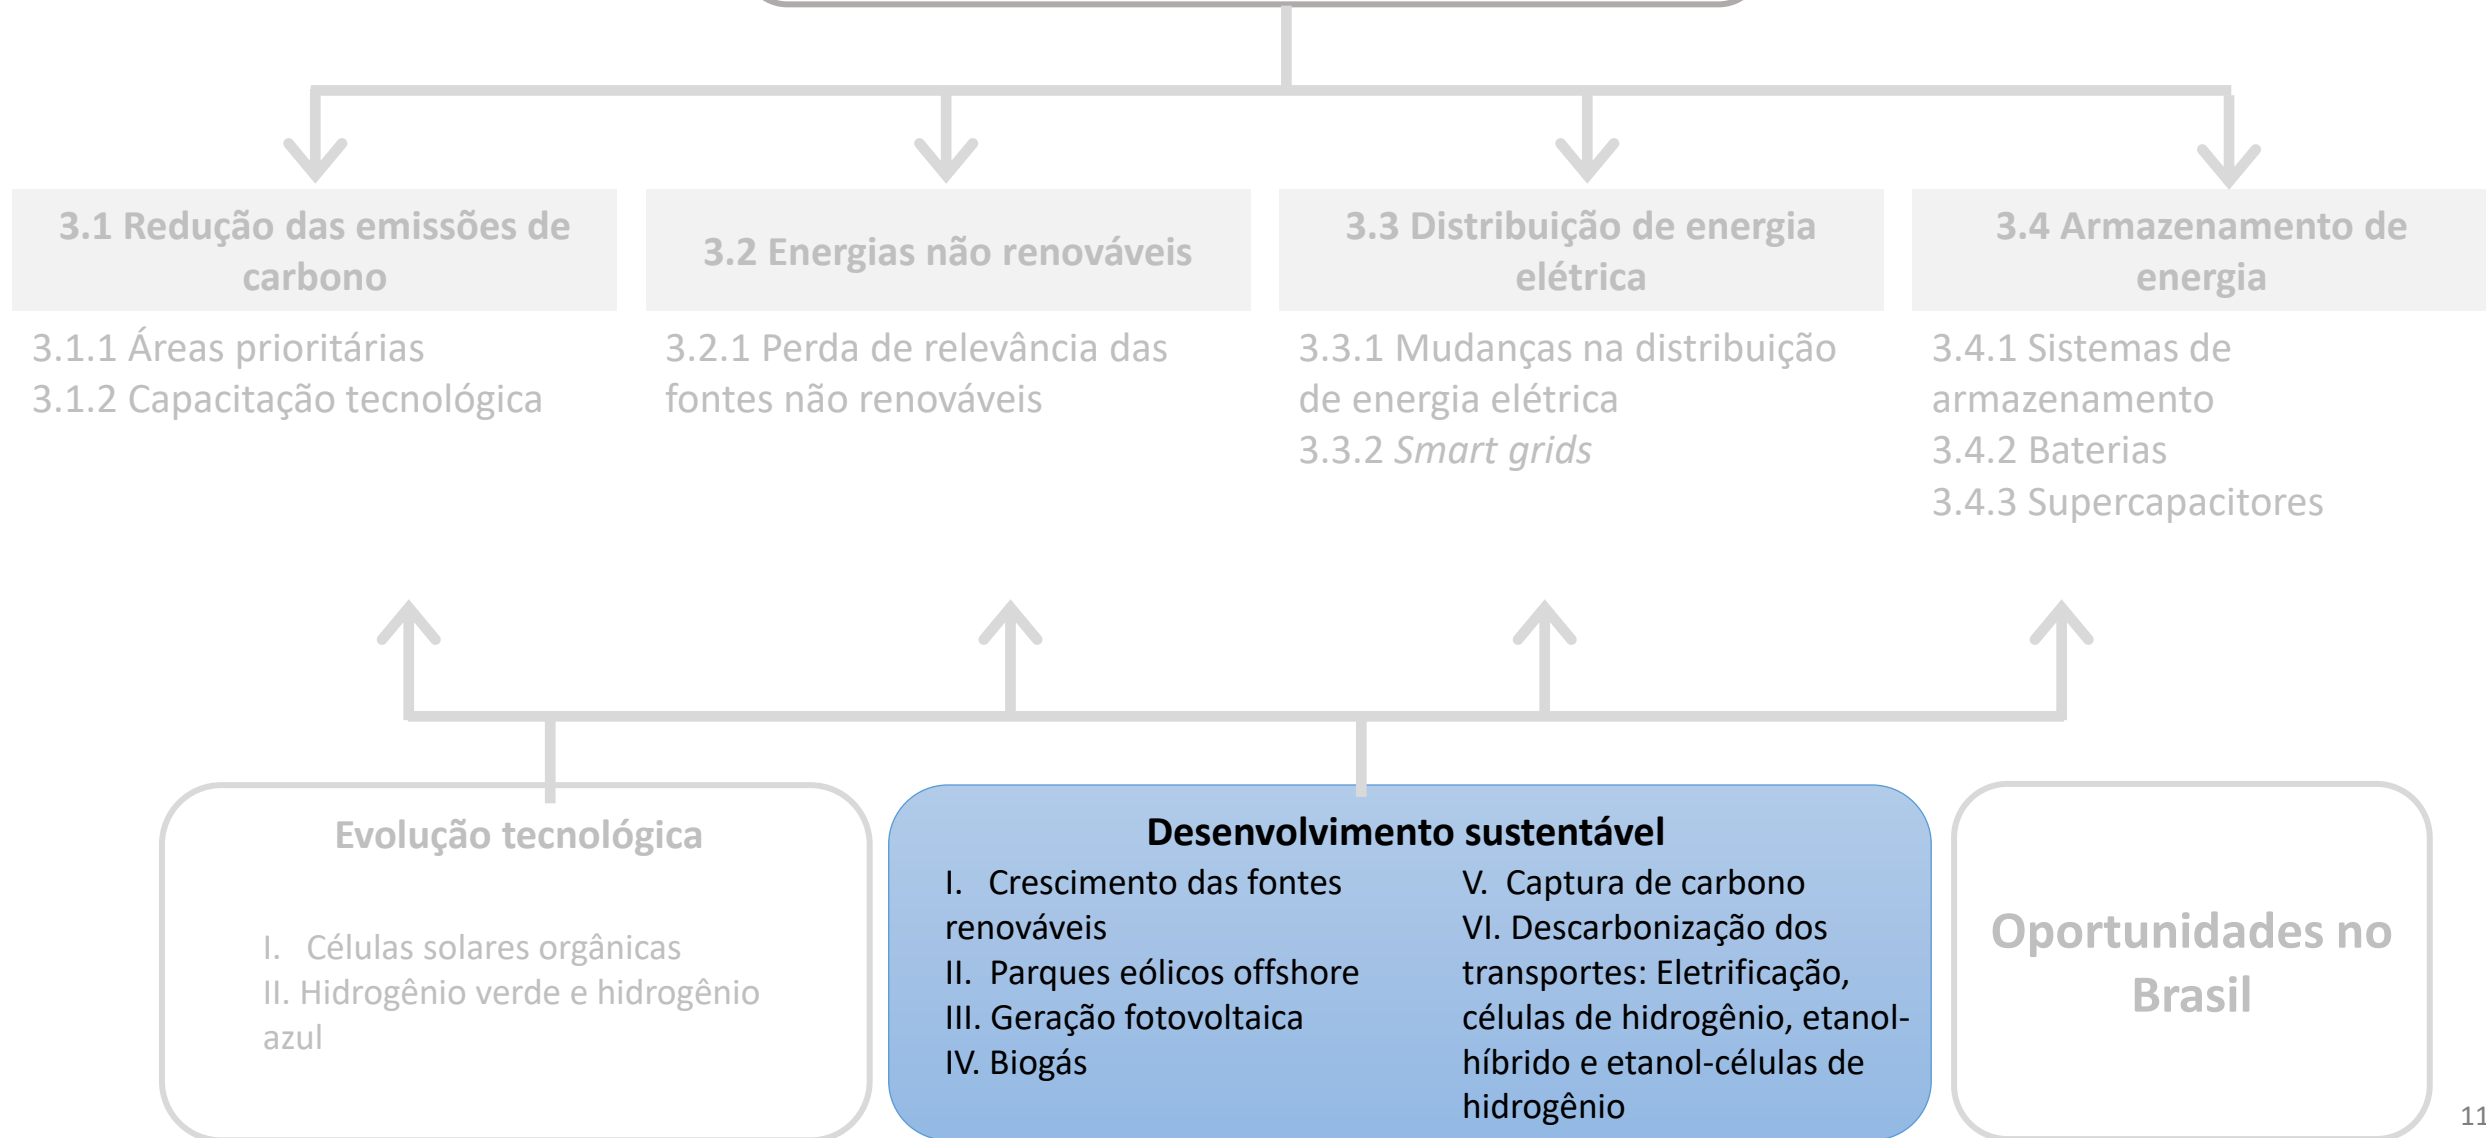 3.1 Redução das emissões de
carbono
3.2 Energias não renováveis
3.3 Distribuição de energia
elétrica
3.4 Armazenamento de
energia
3.1.1 Áreas prioritárias
3.1.2 Capacitação tecnológica
3.2.1 Perda de relevância das
fontes não renováveis
3.3.1 Mudanças na distribuição
de energia elétrica
3.3.2 Smart grids
3.4.1 Sistemas de
armazenamento
3.4.2 Baterias
3.4.3 Supercapacitores
Evolução tecnológica
I. Células solares orgânicas
II. Hidrogênio verde e hidrogênio
azul
Desenvolvimento sustentável
I. Crescimento das fontes
renováveis
II. Parques eólicos offshore
III. Geração fotovoltaica
IV. Biogás
V. Captura de carbono
VI. Descarbonização dos
transportes: Eletrificação,
células de hidrogênio, etanol-
híbrido e etanol-células de
hidrogênio
Oportunidades no
Brasil
11